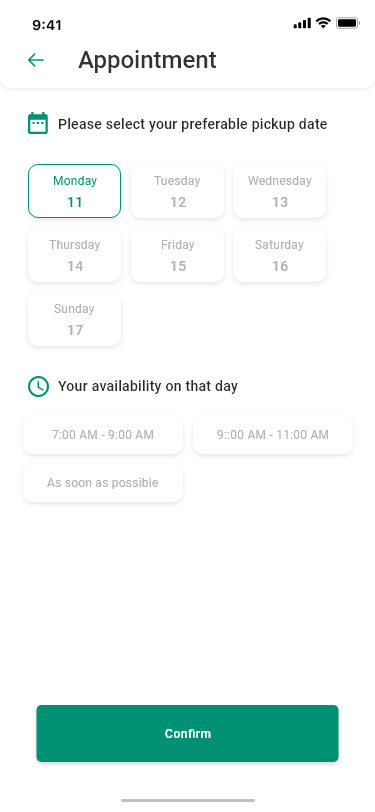 9:41
Appointment
Please select your preferable pickup date
Monday Tuesday Wednesday
11 12 13
Thursday Friday Saturday
14 15 16
Sunday
17
Your availability on that day
7:00 AM - 9:00 AM 9::00 AM - 11:00 AM
As soon as possible
Confirm